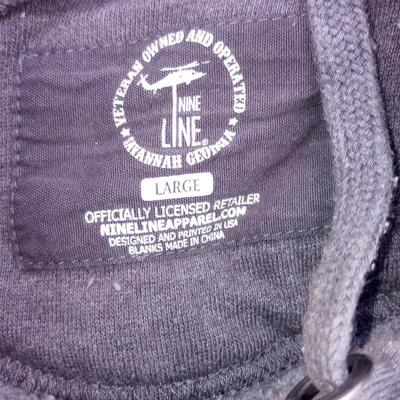 ★ VETERAN OWNED AND OPERATED ★
NINE
LINE®
SAVANNAH GEORGIA
LARGE
OFFICIALLY LICENSED RETAILER
NINELINEAPPAREL.COM
DESIGNED AND PRINTED IN USA
BLANKS MADE IN CHINA